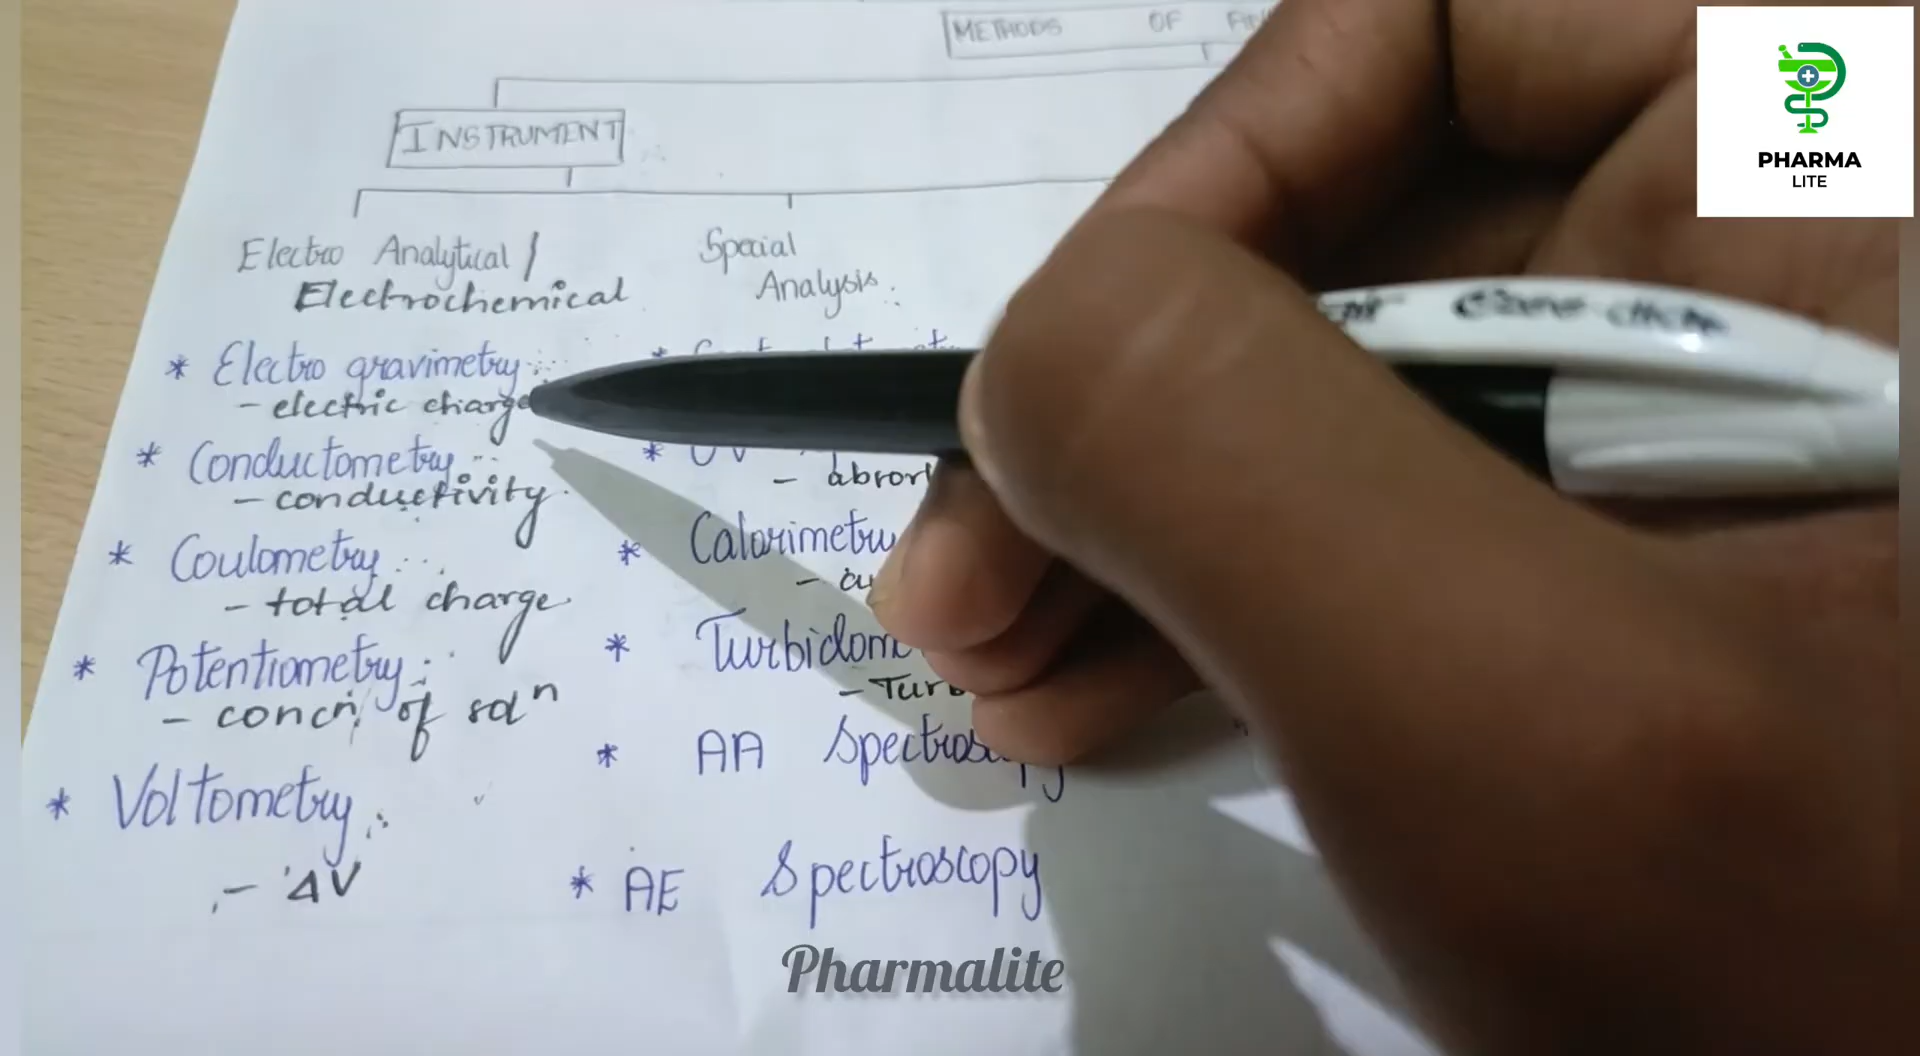 METHODS OF
INSTRUMENT
Electro Analytical /
Electrochemical
* Electro gravimetry
- electric charge
* Conductometry
- conductivity
* Coulometry
- total charge
* Potentiometry
- concn of soln
* Voltometry
- ΔV
Special
Analysis
*
* UV
- absor
* Calorimetry
-
* Turbidom
- Turb
* AA Spectroscopy
* AE Spectroscopy
PHARMA
LITE
Pharmalite